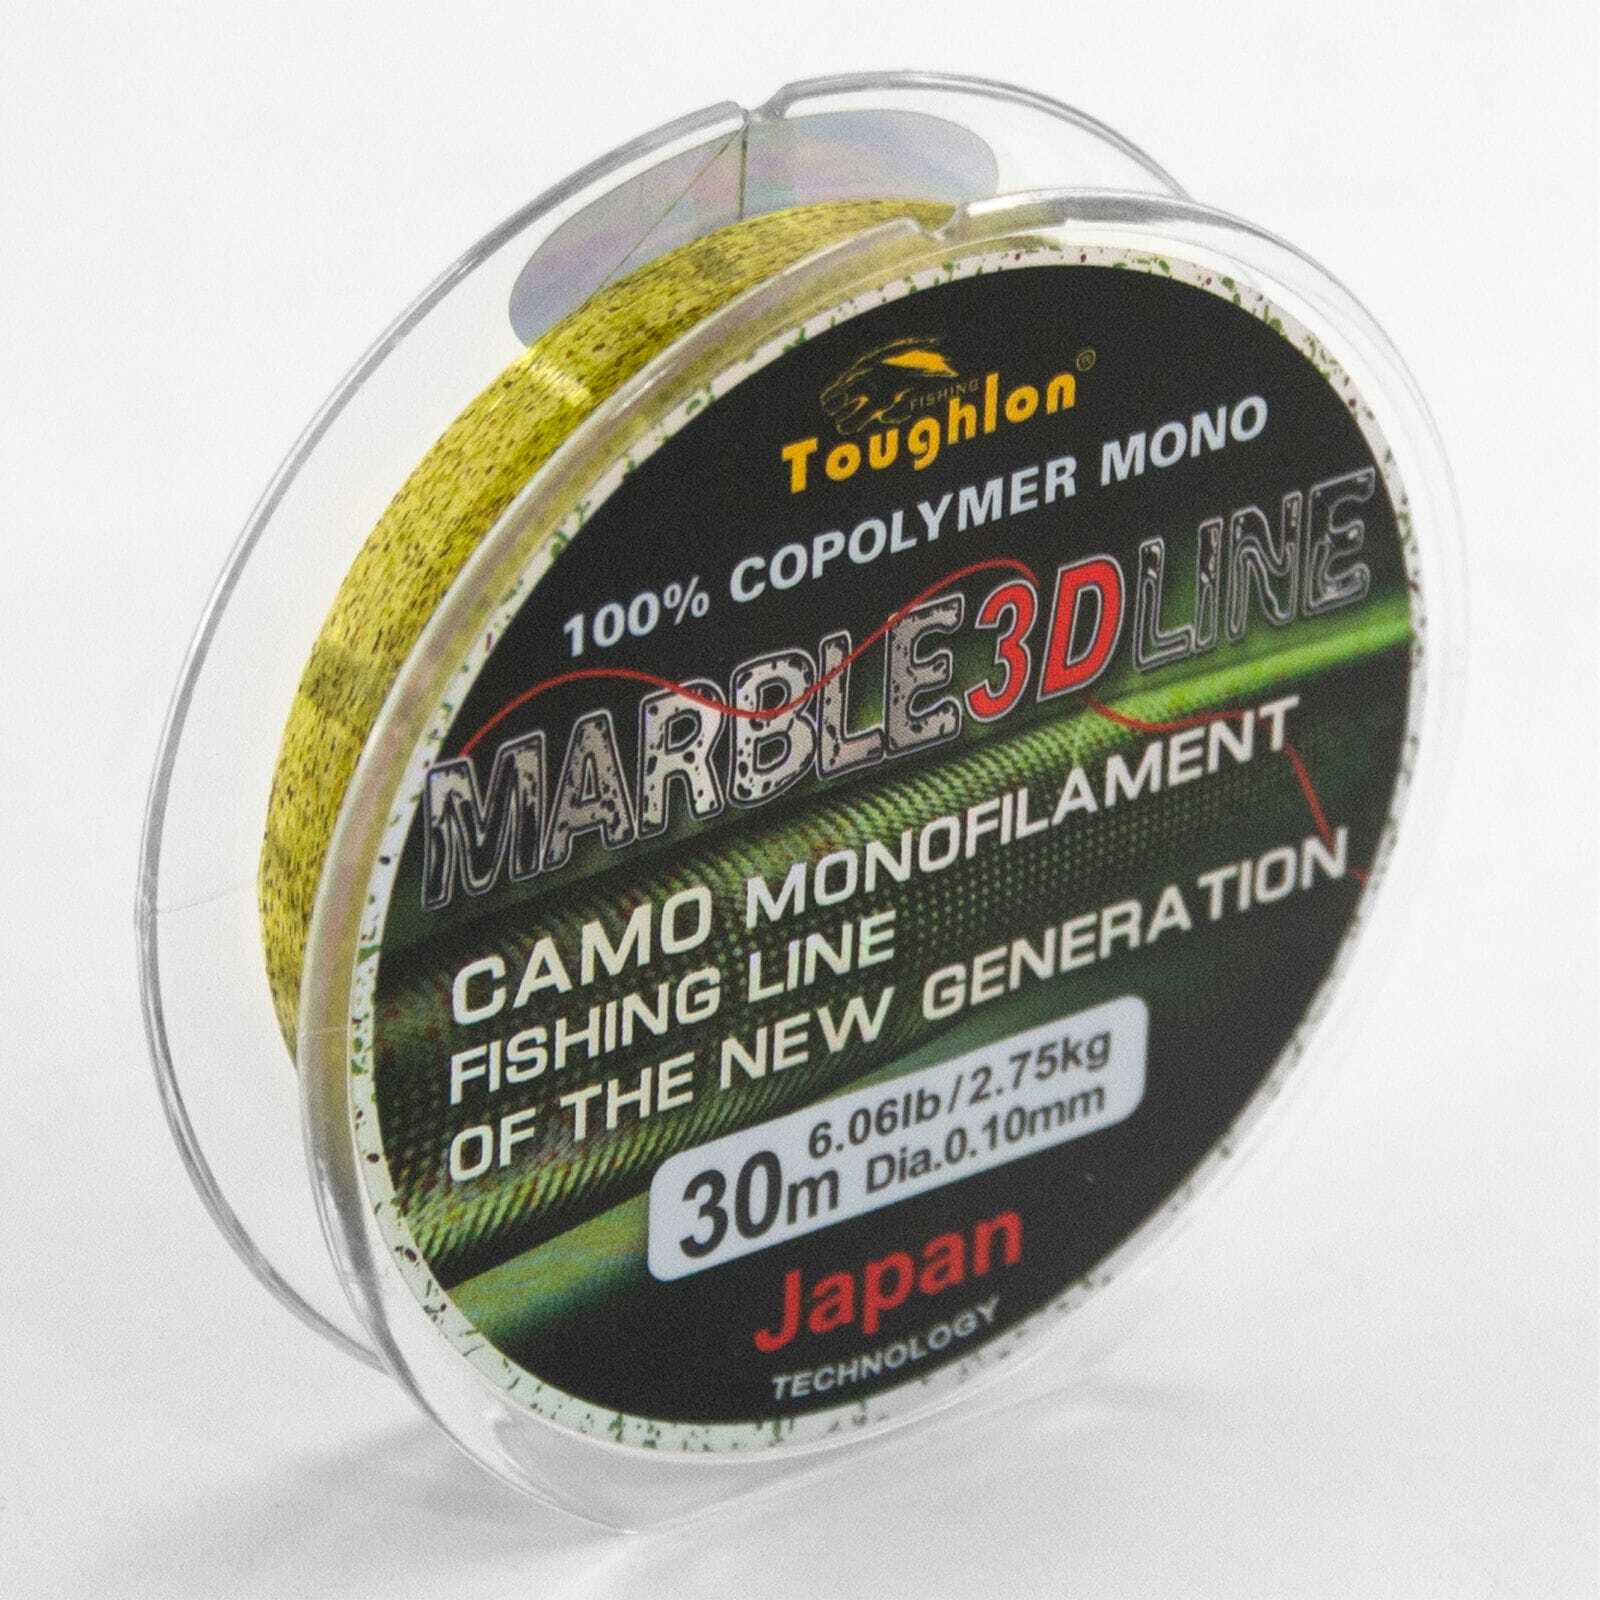 FISHING
Toughlon®
100% COPOLYMER MONO
MARBLE3DLINE
CAMO MONOFILAMENT
FISHING LINE
OF THE NEW GENERATION
30m 6.06lb/2.75kg
Dia.0.10mm
Japan
TECHNOLOGY